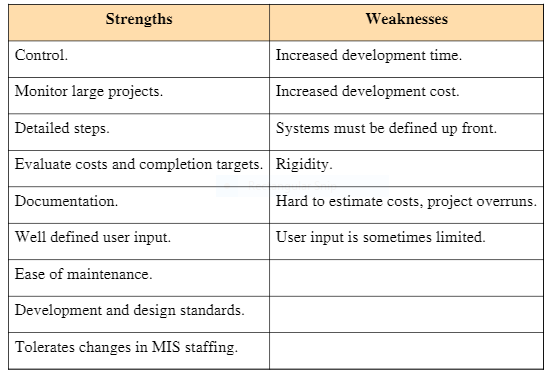 Strengths Weaknesses
Control. Increased development time.
Monitor large projects. Increased development cost.
Detailed steps. Systems must be defined up front.
Evaluate costs and completion targets. Rigidity.
Documentation. Hard to estimate costs, project overruns.
Well defined user input. User input is sometimes limited.
Ease of maintenance.
Development and design standards.
Tolerates changes in MIS staffing.